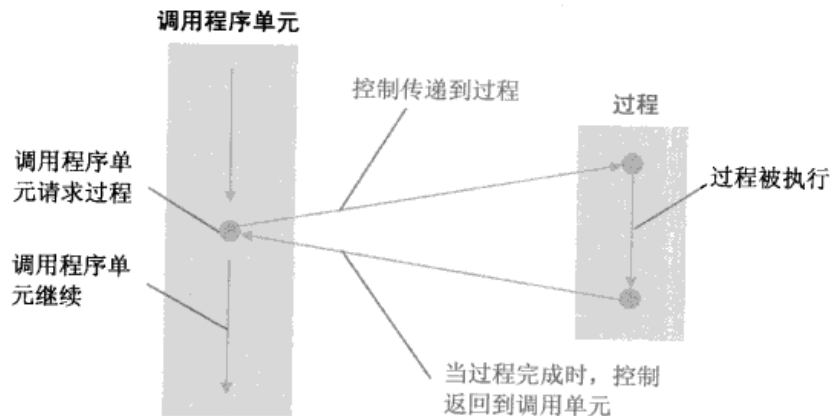 调用程序单元
控制传递到过程
过程
调用程序单
元请求过程
过程被执行
调用程序单
元继续
当过程完成时，控制
返回到调用单元